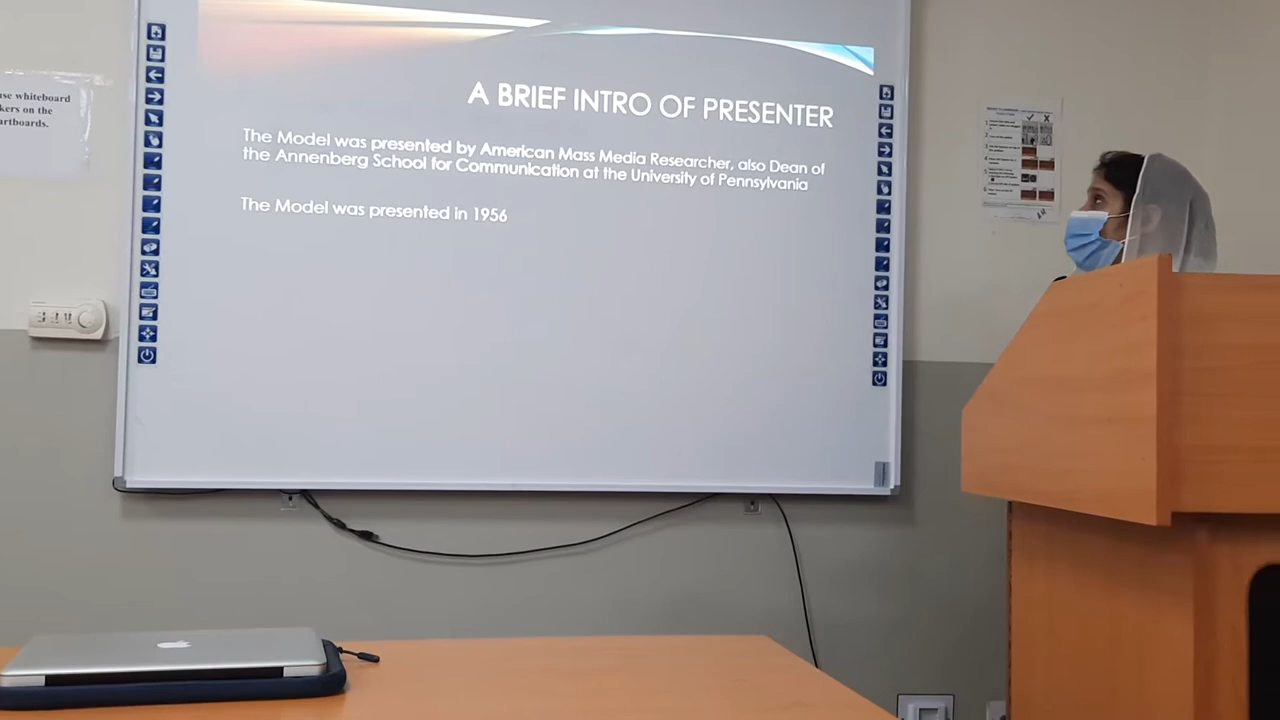 use whiteboard
kers on the
artboards.
A BRIEF INTRO OF PRESENTER
The Model was presented by American Mass Media Researcher, also Dean of
the Annenberg School for Communication at the University of Pennsylvania
The Model was presented in 1956